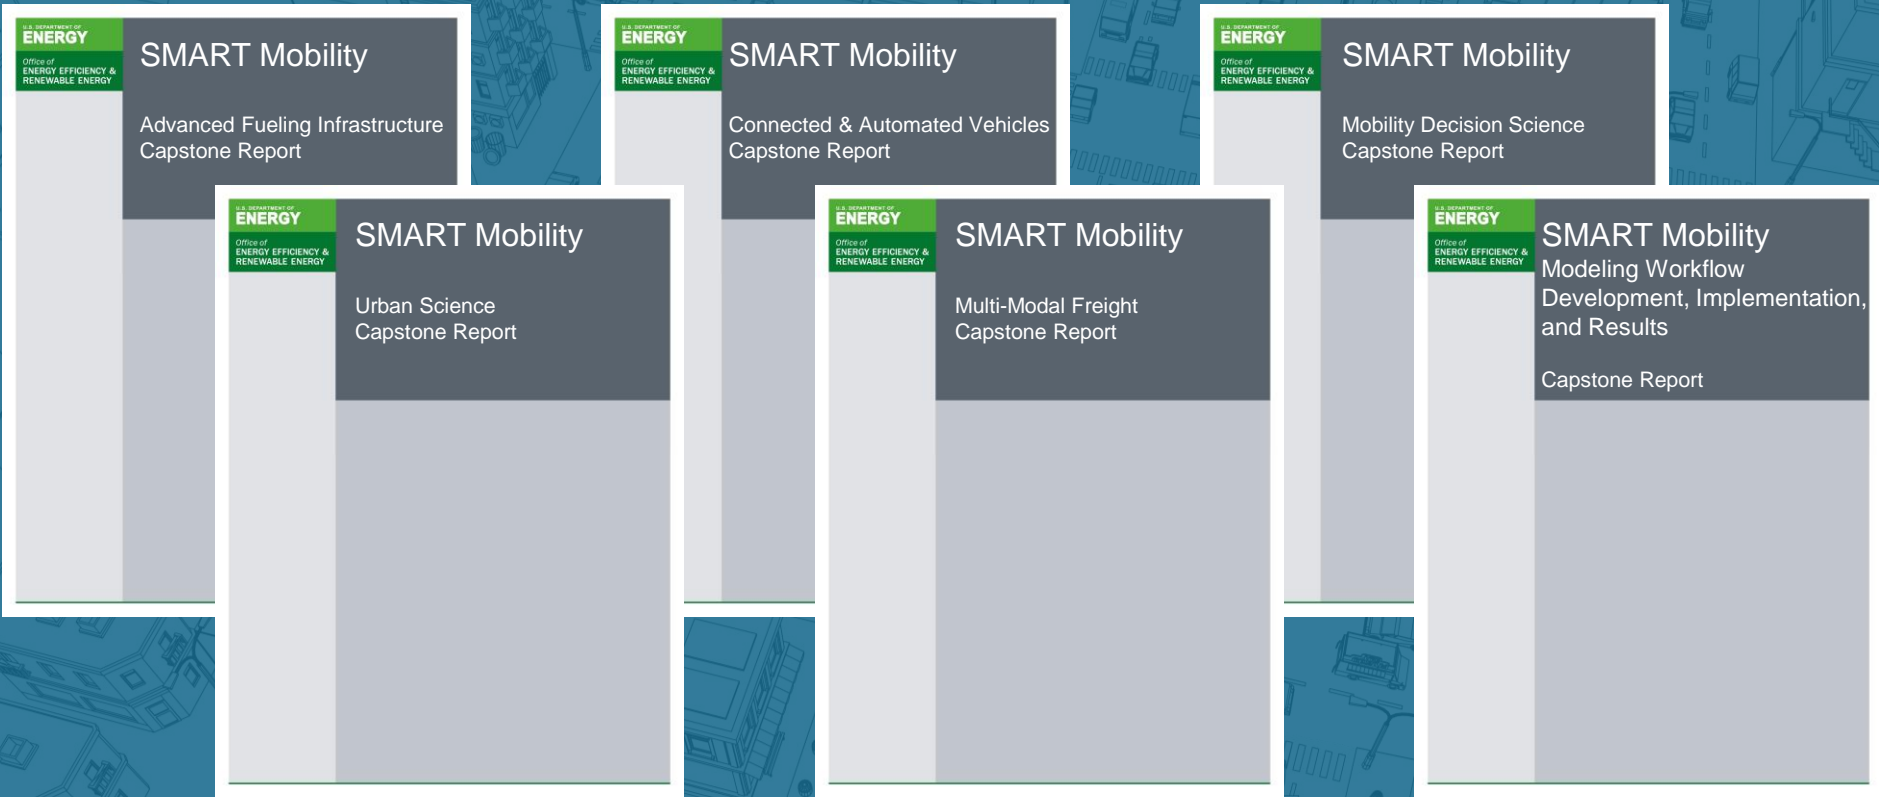 U.S. DEPARTMENT OF
ENERGY
Office of
ENERGY EFFICIENCY &
RENEWABLE ENERGY
SMART Mobility
Advanced Fueling Infrastructure
Capstone Report
U.S. DEPARTMENT OF
ENERGY
Office of
ENERGY EFFICIENCY &
RENEWABLE ENERGY
SMART Mobility
Connected & Automated Vehicles
Capstone Report
U.S. DEPARTMENT OF
ENERGY
Office of
ENERGY EFFICIENCY &
RENEWABLE ENERGY
SMART Mobility
Mobility Decision Science
Capstone Report
U.S. DEPARTMENT OF
ENERGY
Office of
ENERGY EFFICIENCY &
RENEWABLE ENERGY
SMART Mobility
Urban Science
Capstone Report
U.S. DEPARTMENT OF
ENERGY
Office of
ENERGY EFFICIENCY &
RENEWABLE ENERGY
SMART Mobility
Multi-Modal Freight
Capstone Report
U.S. DEPARTMENT OF
ENERGY
Office of
ENERGY EFFICIENCY &
RENEWABLE ENERGY
SMART Mobility
Modeling Workflow
Development, Implementation,
and Results
Capstone Report